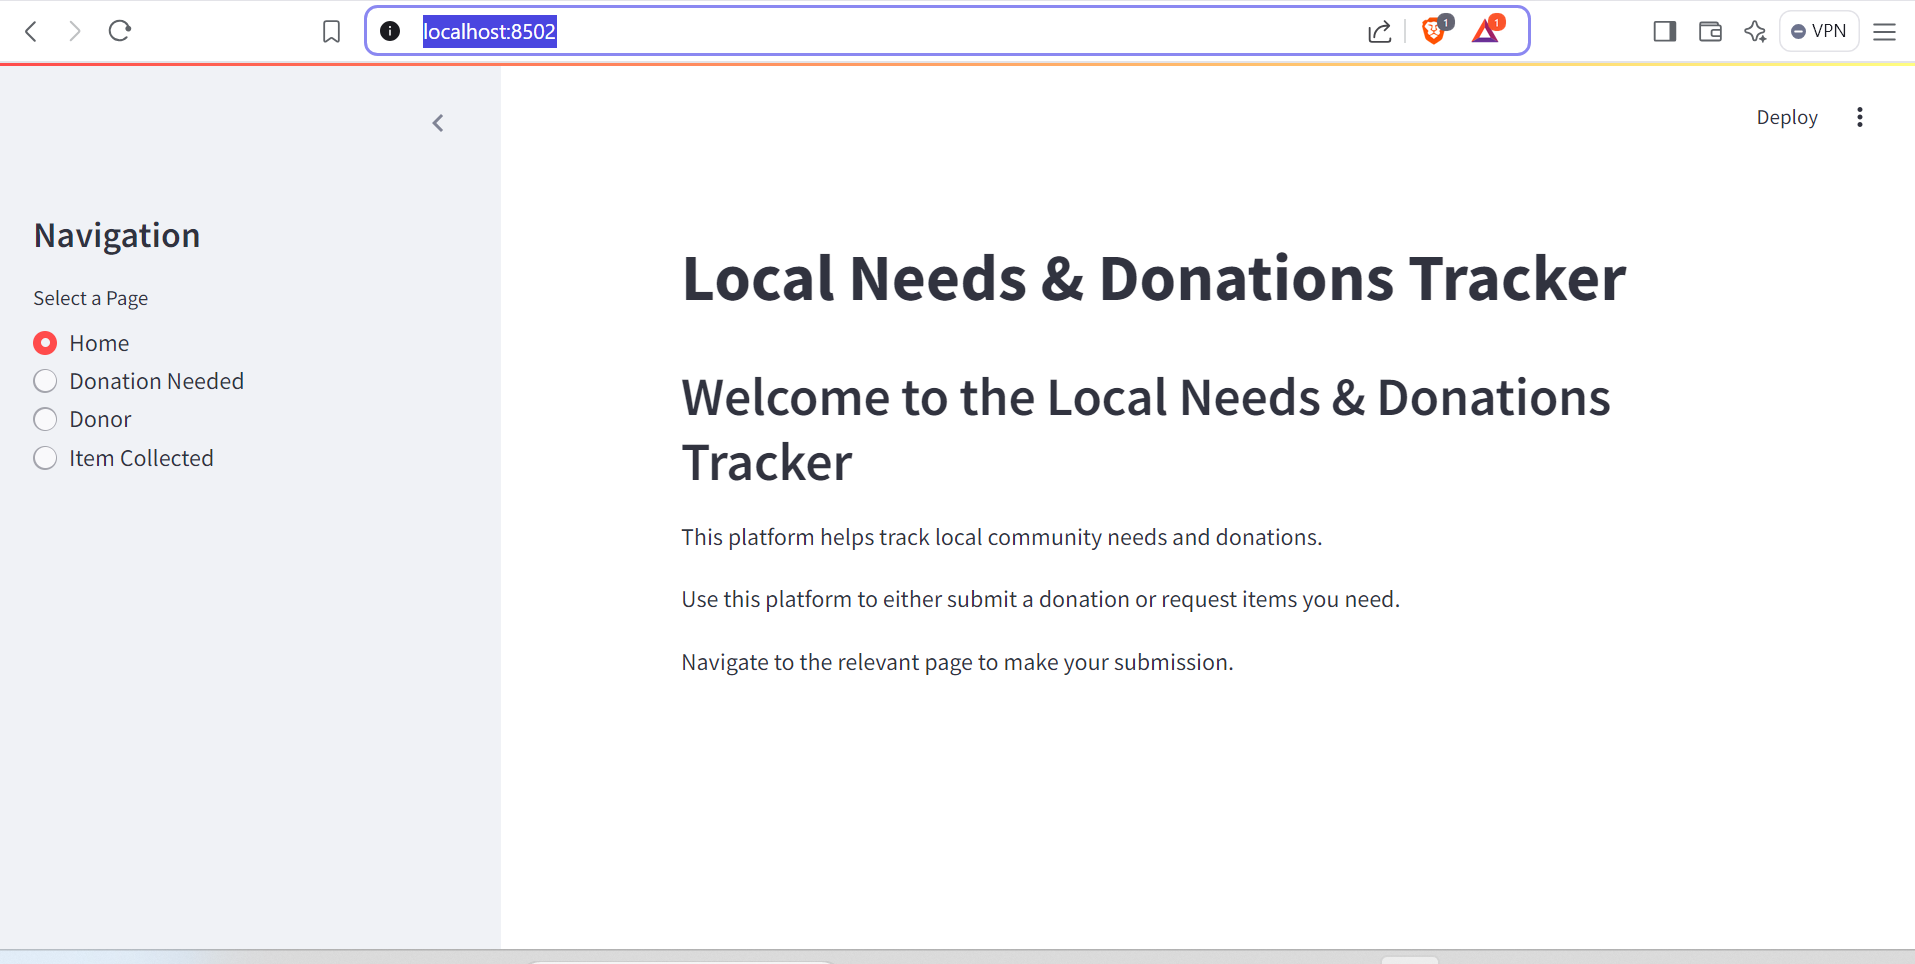 localhost:8502
1
1
VPN
Deploy
Navigation
Select a Page
Home
Donation Needed
Donor
Item Collected
Local Needs & Donations Tracker
Welcome to the Local Needs & Donations
Tracker
This platform helps track local community needs and donations.
Use this platform to either submit a donation or request items you need.
Navigate to the relevant page to make your submission.